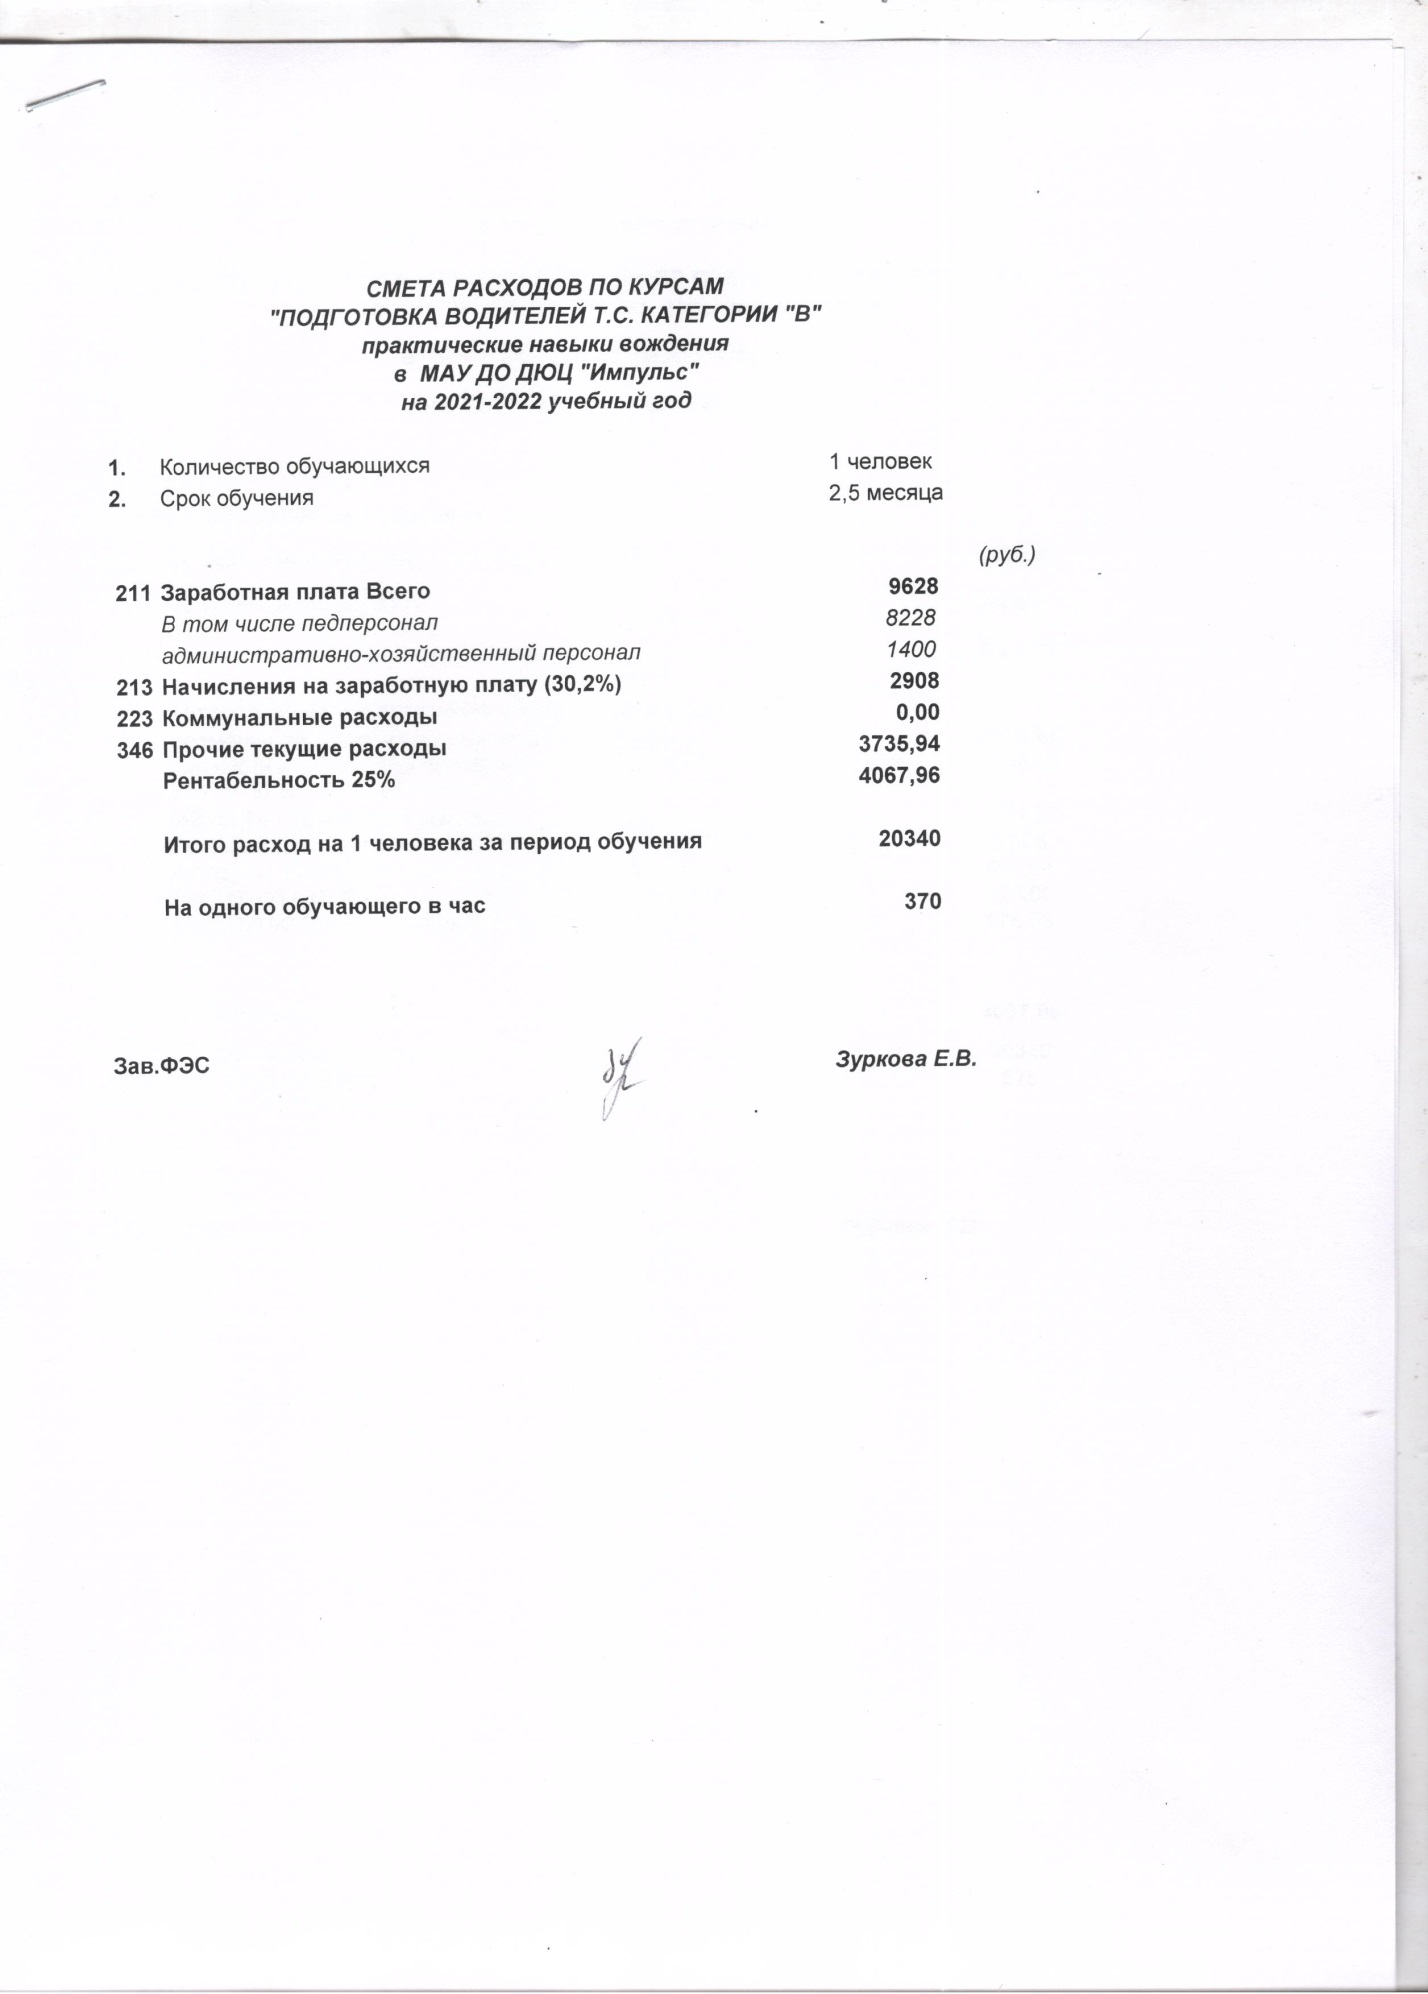 СМЕТА РАСХОДОВ ПО КУРСАМ
"ПОДГОТОВКА ВОДИТЕЛЕЙ Т.С. КАТЕГОРИИ "В"
практические навыки вождения
в МАУ ДО ДЮЦ "Импульс"
на 2021-2022 учебный год
1. Количество обучающихся 1 человек
2. Срок обучения 2,5 месяца
(руб.)
211 Заработная плата Всего 9628
В том числе педперсонал 8228
административно-хозяйственный персонал 1400
213 Начисления на заработную плату (30,2%) 2908
223 Коммунальные расходы 0,00
346 Прочие текущие расходы 3735,94
Рентабельность 25% 4067,96
Итого расход на 1 человека за период обучения 20340
На одного обучающего в час 370
Зав.ФЭС Зуркова Е.В.